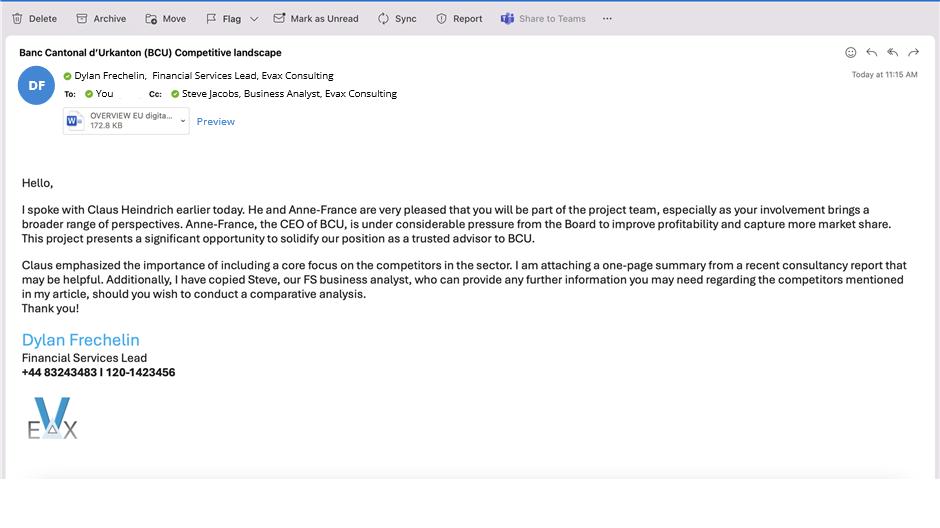 Delete Archive Move Flag Mark as Unread Sync Report Share to Teams ...
Banc Cantonal d'Urkanton (BCU) Competitive landscape
DF
Dylan Frechelin, Financial Services Lead, Evax Consulting
Today at 11:15 AM
To: You Cc: Steve Jacobs, Business Analyst, Evax Consulting
OVERVIEW EU digita...
172.8 KB
Preview
Hello,
I spoke with Claus Heindrich earlier today. He and Anne-France are very pleased that you will be part of the project team, especially as your involvement brings a
broader range of perspectives. Anne-France, the CEO of BCU, is under considerable pressure from the Board to improve profitability and capture more market share.
This project presents a significant opportunity to solidify our position as a trusted advisor to BCU.
Claus emphasized the importance of including a core focus on the competitors in the sector. I am attaching a one-page summary from a recent consultancy report that
may be helpful. Additionally, I have copied Steve, our FS business analyst, who can provide any further information you may need regarding the competitors mentioned
in my article, should you wish to conduct a comparative analysis.
Thank you!
Dylan Frechelin
Financial Services Lead
+44 83243483 I 120-1423456
EVAX